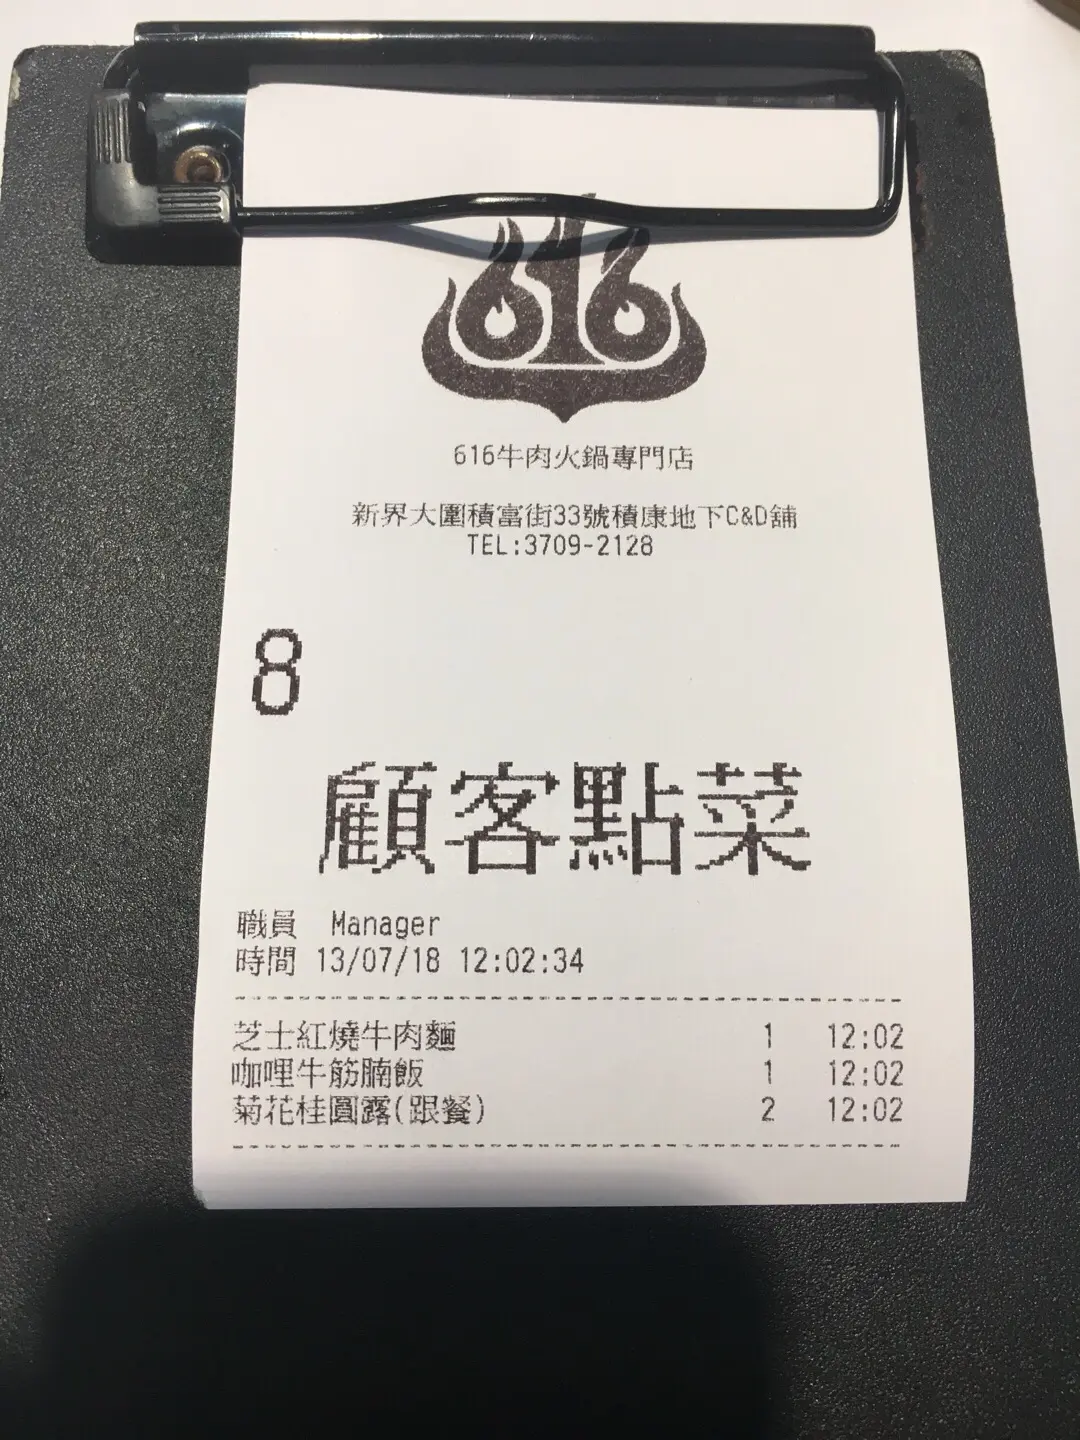 616
616牛肉火鍋專門店
新界大圍積富街33號積康地下C&D舖
TEL:3709-2128
8
顧客點菜
職員 Manager
時間 13/07/18 12:02:34
芝士紅燒牛肉麵 1 12:02
咖哩牛筋腩飯 1 12:02
菊花桂圓露(跟餐) 2 12:02